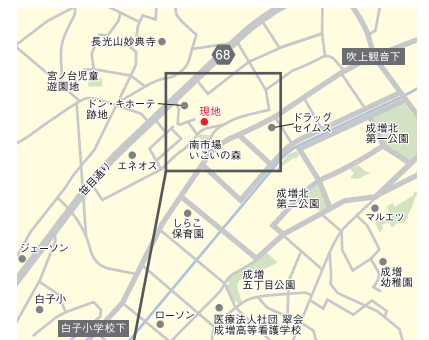 長光山妙典寺
68
吹上観音下
宮ノ台児童
遊園地
ドン・キホーテ
跡地
現地
ドラッグ
セイムス
成増北
第一公園
南市場
いこいの森
エネオス
笹目通り
成増北
第二公園
マルエツ
しらこ
保育園
ジェーソン
成増
五丁目公園
成増
幼稚園
白子小
白子小学校下
ローソン
医療法人社団 翠会
成増高等看護学校